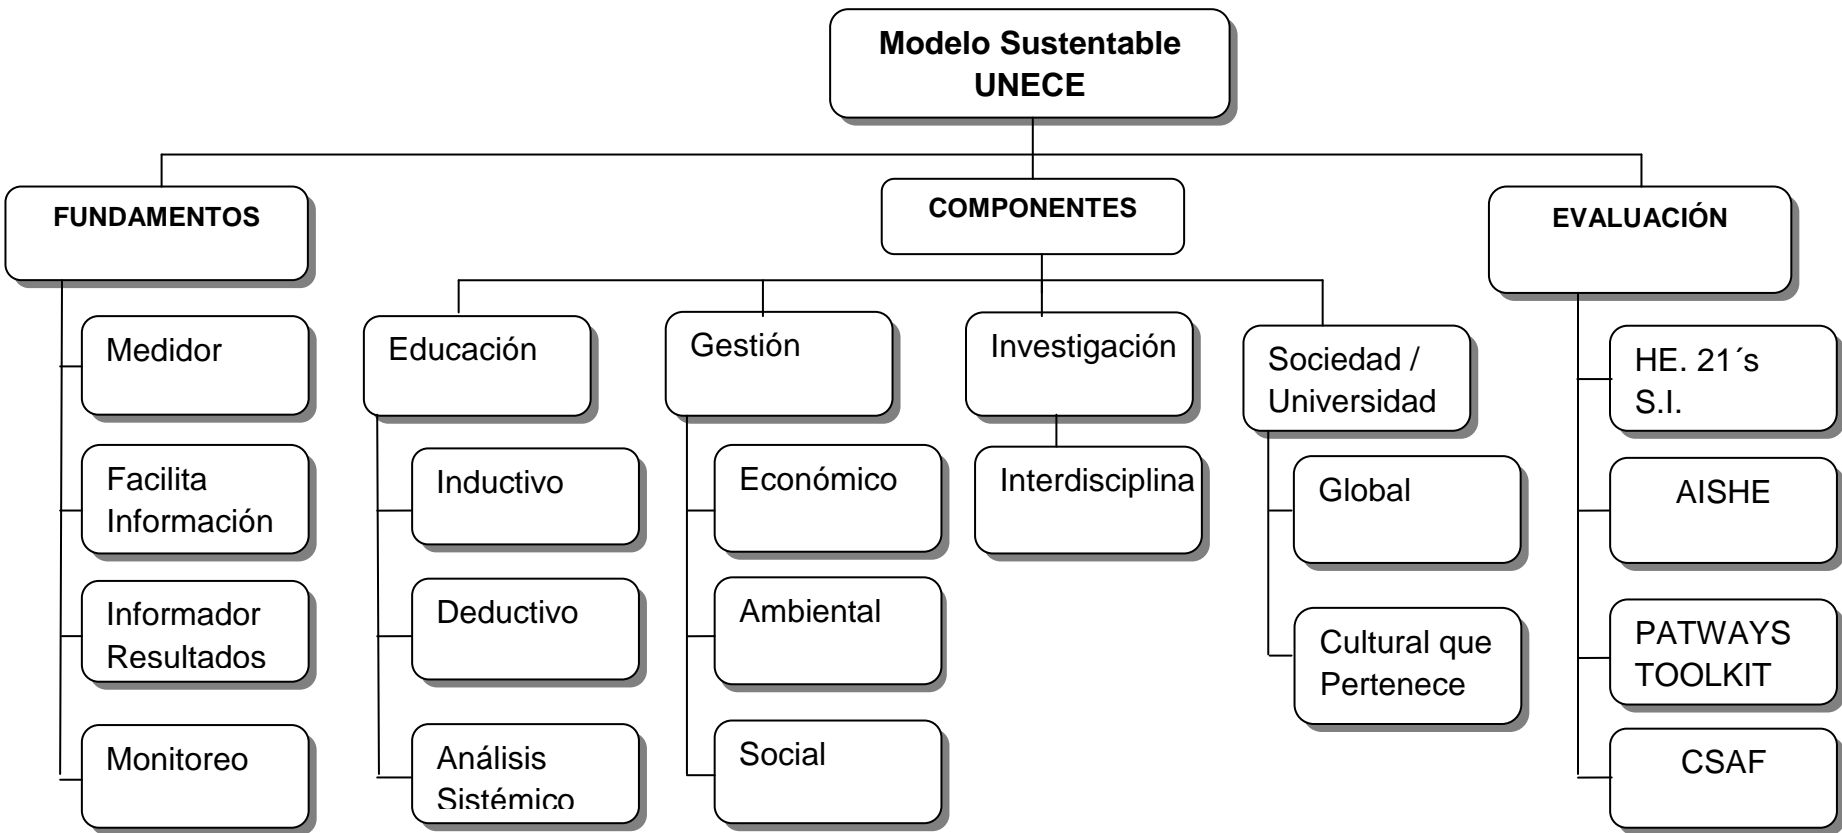 Modelo Sustentable
UNECE
FUNDAMENTOS
COMPONENTES
EVALUACIÓN
Medidor
Facilita
Información
Informador
Resultados
Monitoreo
Educación
Inductivo
Deductivo
Análisis
Sistémico
Gestión
Económico
Ambiental
Social
Investigación
Interdisciplina
Sociedad /
Universidad
Global
Cultural que
Pertenece
HE. 21´s
S.I.
AISHE
PATWAYS
TOOLKIT
CSAF